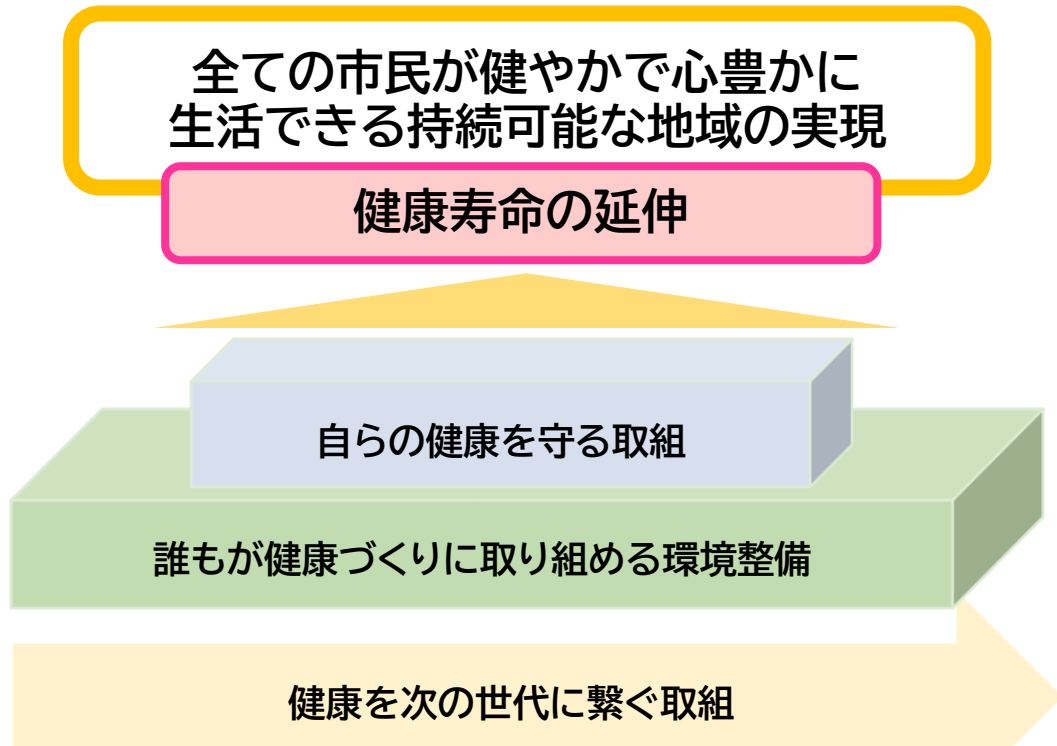 全ての市民が健やかで心豊かに
生活できる持続可能な地域の実現
健康寿命の延伸
自らの健康を守る取組
誰もが健康づくりに取り組める環境整備
健康を次の世代に繋ぐ取組